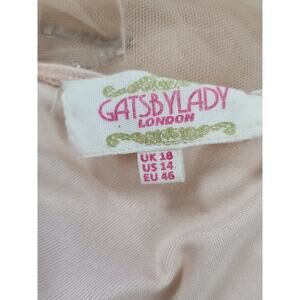 GATSBYLADY
LONDON
UK 18
US 14
EU 46